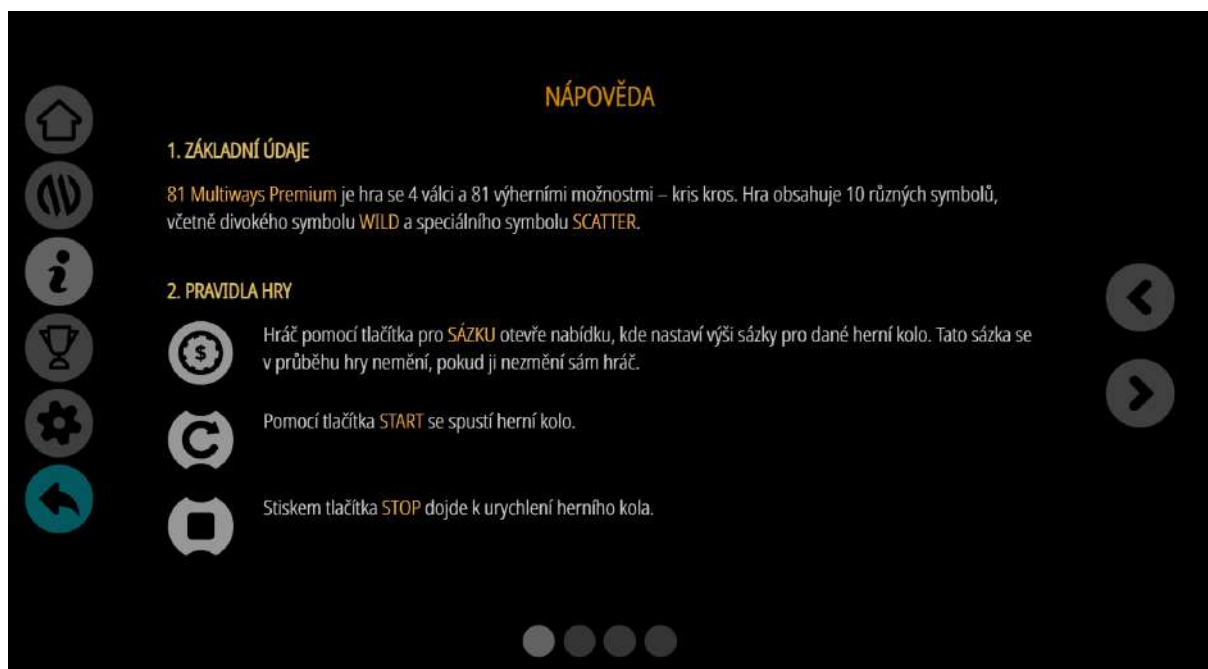 NÁPOVĚDA
1. ZÁKLADNÍ ÚDAJE
81 Multiways Premium je hra se 4 válci a 81 výherními možnostmi – kris kros. Hra obsahuje 10 různých symbolů,
včetně divokého symbolu WILD a speciálního symbolu SCATTER.
2. PRAVIDLA HRY
Hráč pomocí tlačítka pro SÁZKU otevře nabídku, kde nastaví výši sázky pro dané herní kolo. Tato sázka se
v průběhu hry nemění, pokud ji nezmění sám hráč.
Pomocí tlačítka START se spustí herní kolo.
Stiskem tlačítka STOP dojde k urychlení herního kola.